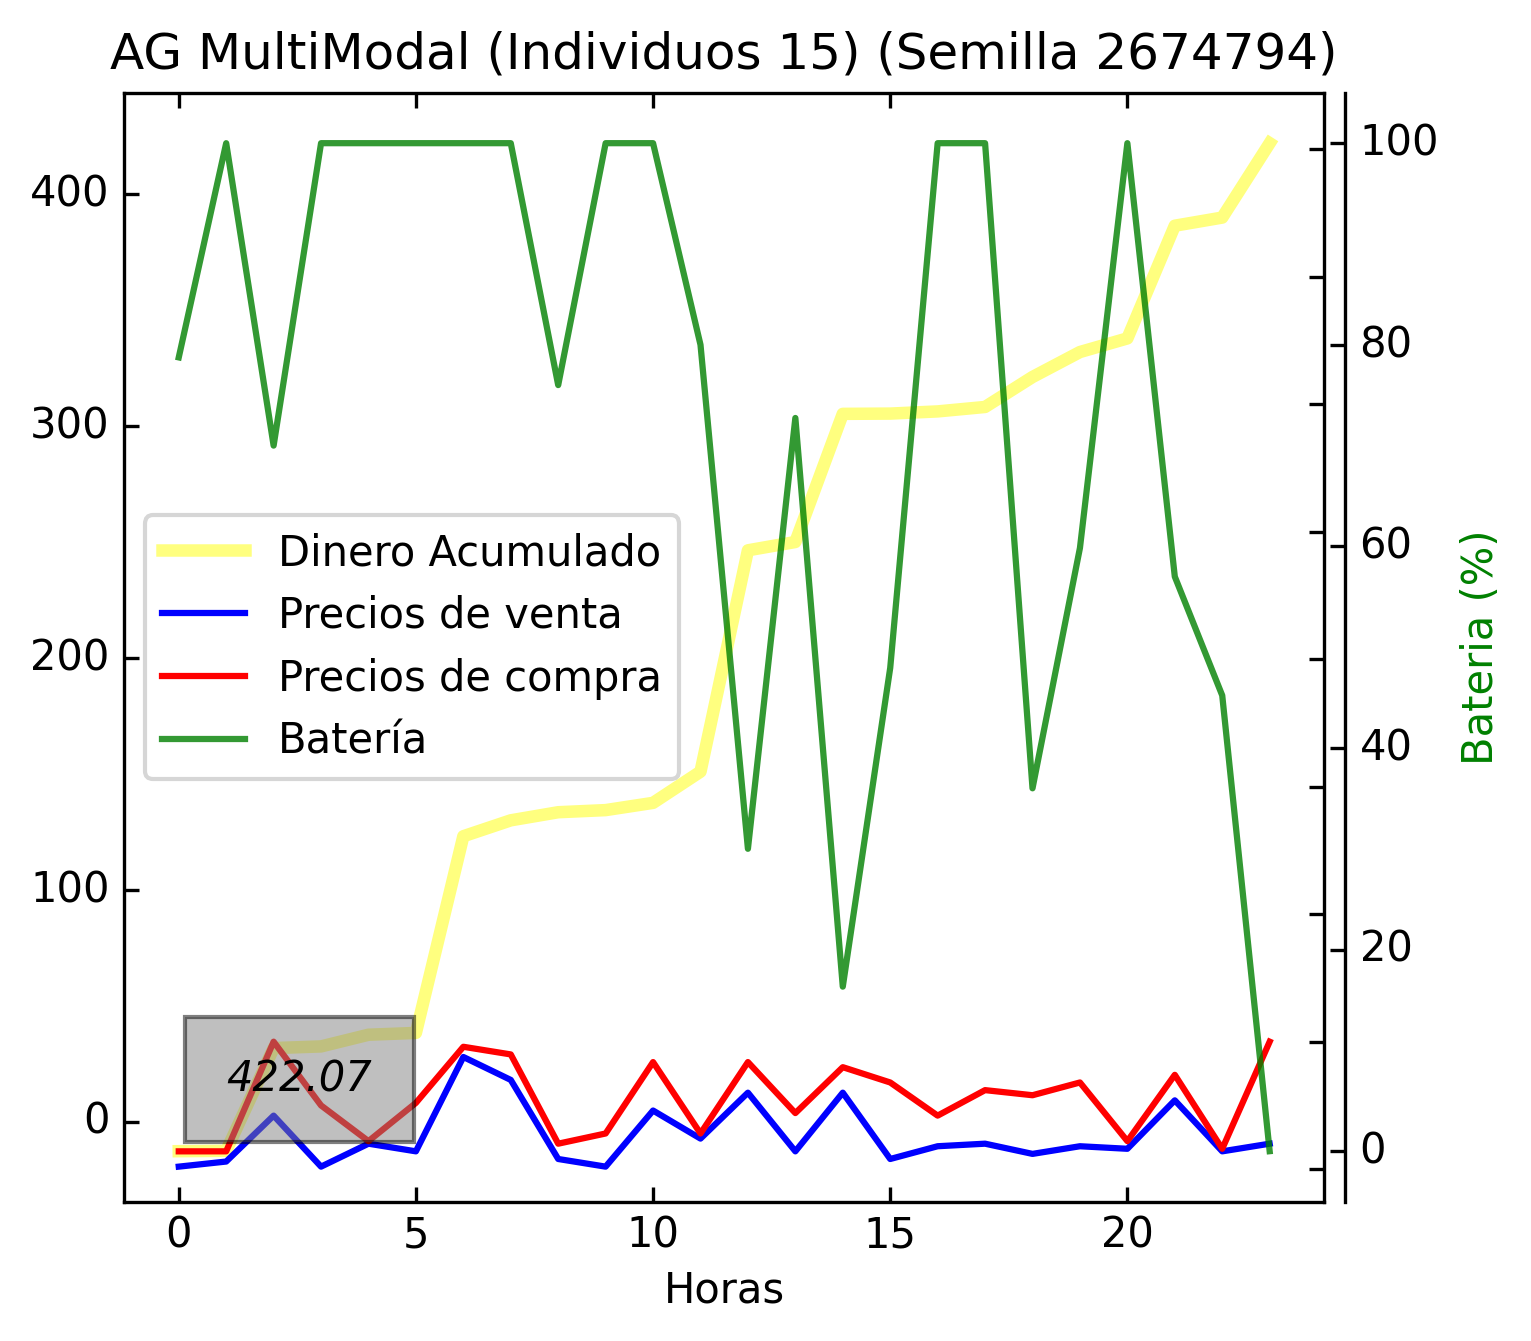 AG MultiModal (Individuos 15) (Semilla 2674794)
400
300
200
100
0
100
80
60
40
20
0
Bateria (%)
Dinero Acumulado
Precios de venta
Precios de compra
Batería
422.07
0 5 10 15 20
Horas